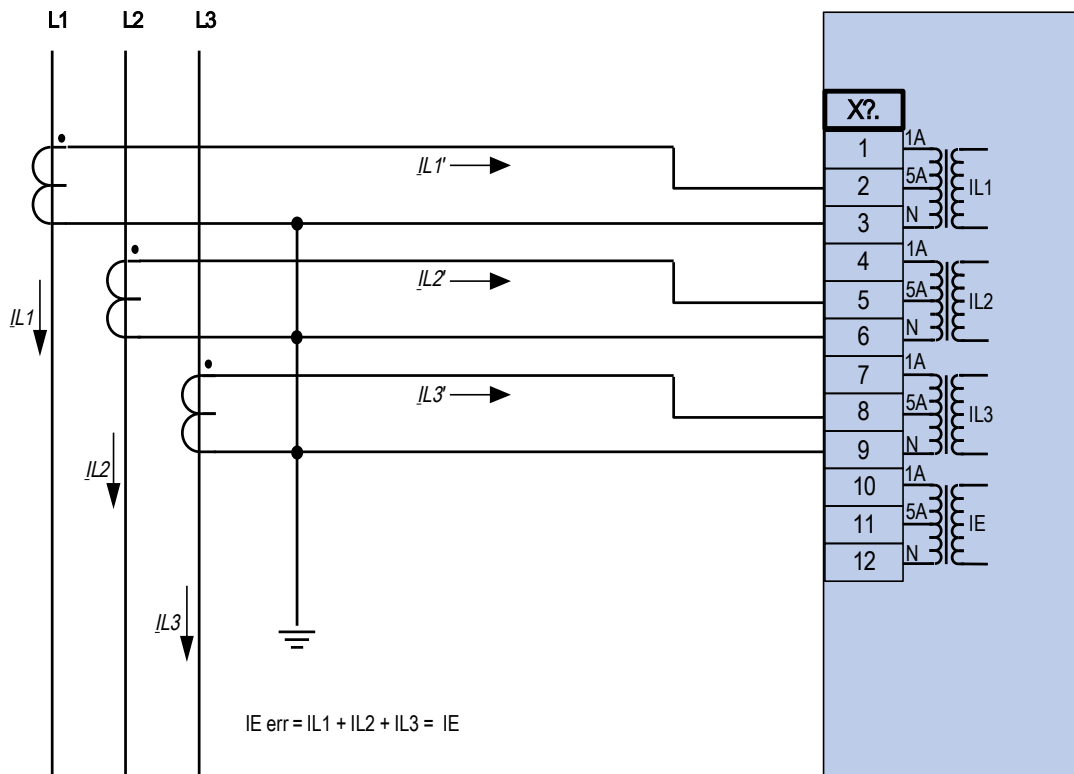 L1 L2 L3
X?.
1 1A
2 5A IL1
3 N
4 1A
5 5A IL2
6 N
7 1A
8 5A IL3
9 N
10 1A
11 5A IE
12 N
IL1'
IL2'
IL3'
IL1
IL2
IL3
IE err = IL1 + IL2 + IL3 = IE